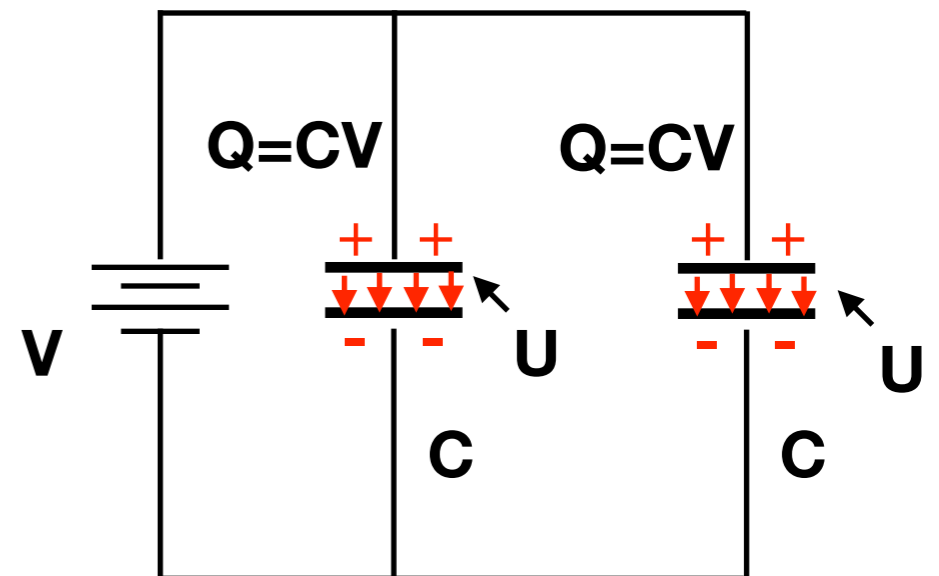 Q=CV
Q=CV
+ +
+ +
V
- -
U
- -
U
C
C